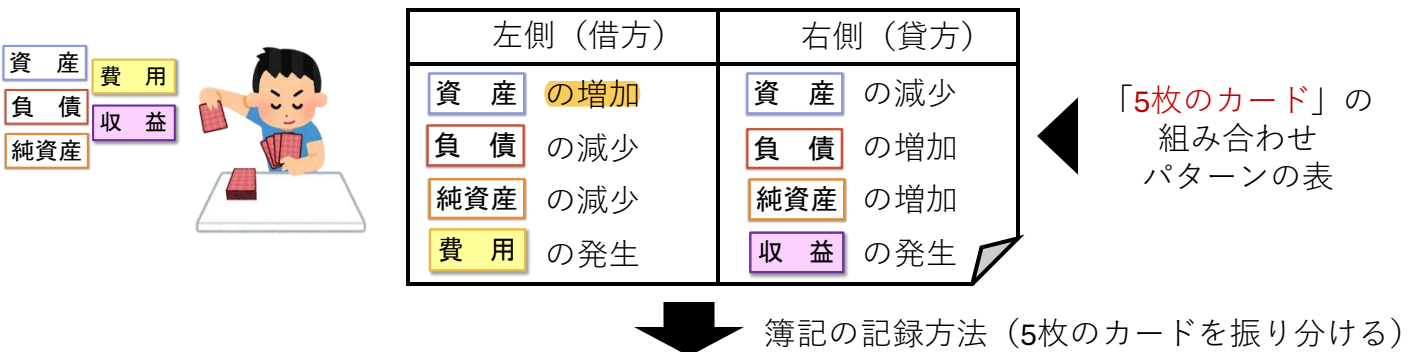 資　産
費　用
負　債
収　益
純資産
左側（借方）　右側（貸方）
資　産　の増加　資　産　の減少
負　債　の減少　負　債　の増加
純資産　の減少　純資産　の増加
費　用　の発生　収　益　の発生
「5枚のカード」の
組み合わせ
パターンの表
簿記の記録方法（5枚のカードを振り分ける）